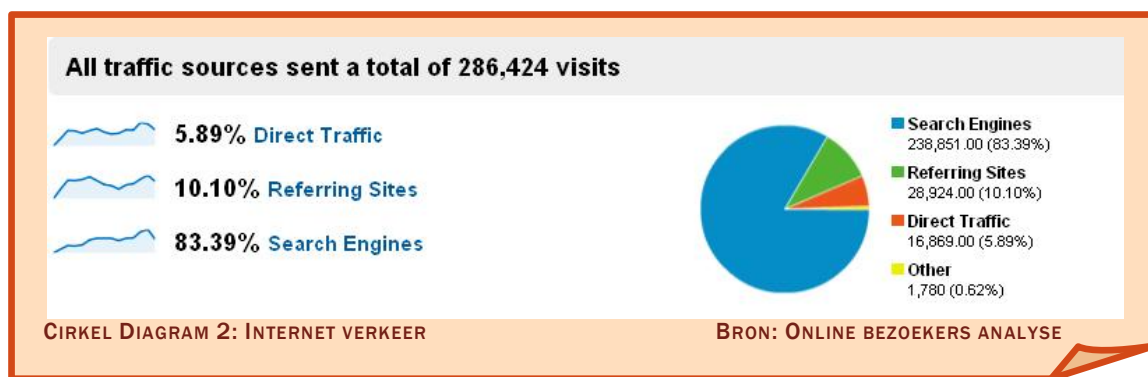 All traffic sources sent a total of 286,424 visits
5.89% Direct Traffic
10.10% Referring Sites
83.39% Search Engines
Search Engines
238,851.00 (83.39%)
Referring Sites
28,924.00 (10.10%)
Direct Traffic
16,869.00 (5.89%)
Other
1,780 (0.62%)
CIRKEL DIAGRAM 2: INTERNET VERKEER
BRON: ONLINE BEZOEKERS ANALYSE